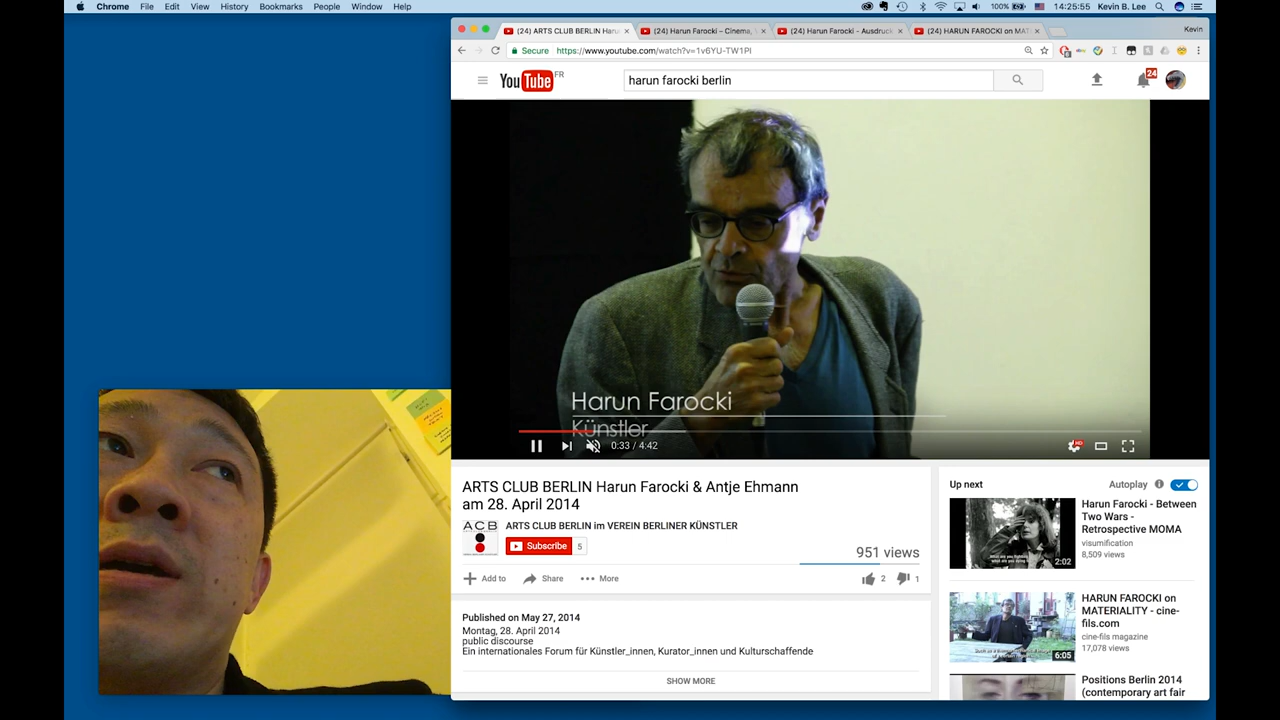 Chrome File Edit View History Bookmarks People Window Help 100% 14:25:55 Kevin B. Lee
(24) ARTS CLUB BERLIN Haru (24) Harun Farocki – Cinema, (24) Harun Farocki - Ausdruck (24) HARUN FAROCKI on MAT Kevin
Secure https://www.youtube.com/watch?v=1v6YU-TW1PI
YouTube FR harun farocki berlin 24
Harun Farocki
Künstler
0:33 / 4:42 HD
ARTS CLUB BERLIN Harun Farocki & Antje Ehmann
am 28. April 2014
ACB ARTS CLUB BERLIN im VEREIN BERLINER KÜNSTLER
Subscribe 5
951 views
Add to Share More 2 1
Published on May 27, 2014
Montag, 28. April 2014
public discourse
Ein internationales Forum für Künstler_innen, Kurator_innen und Kulturschaffende
SHOW MORE
Up next Autoplay
Harun Farocki - Between
Two Wars -
Retrospective MOMA
visumification
8,509 views
2:02
HARUN FAROCKI on
MATERIALITY - cine-
fils.com
cine-fils magazine
17,078 views
6:05
Positions Berlin 2014
(contemporary art fair